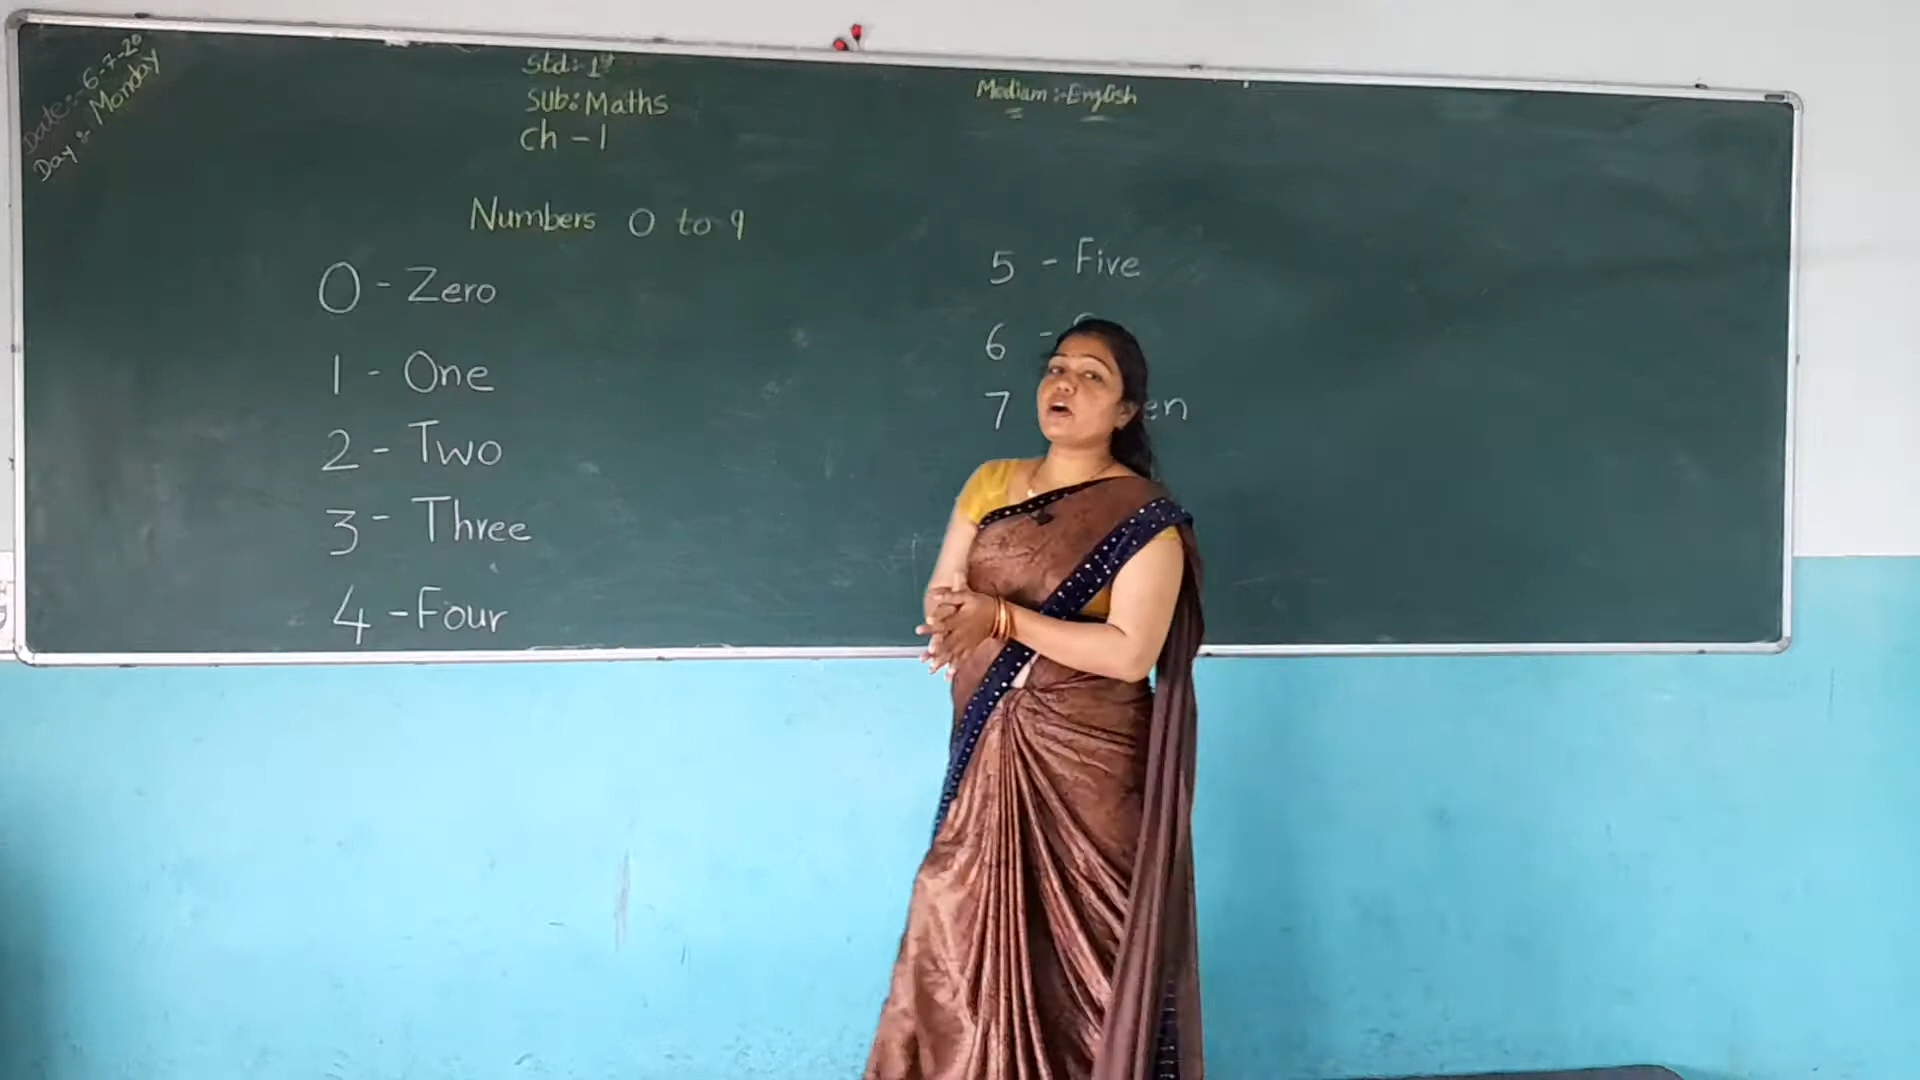 Date:-6-7-20
Day:- Monday
Std:-1st
Sub:Maths
ch - 1
Medium:-English
Numbers 0 to 9
0 - Zero
1 - One
2 - Two
3 - Three
4 - Four
5 - Five
6 -
7